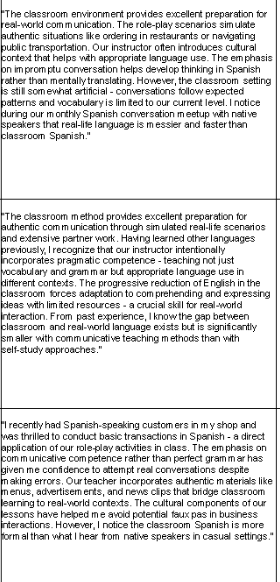 "The classroom environment provides excellent preparation for
real-world communication. The role-play scenarios simulate
authentic situations like ordering in restaurants or navigating
public transportation. Our instructor often introduces cultural
context that helps with appropriate language use. The emphasis
on impromptu conversation helps develop thinking in Spanish
rather than mentally translating. However, the classroom setting
is still somewhat artificial - conversations follow expected
patterns and vocabulary is limited to our current level. I notice
during our monthly Spanish conversation meetup with native
speakers that real-life language is messier and faster than
classroom Spanish."
"The classroom method provides excellent preparation for
authentic communication through simulated real-life scenarios
and extensive partner work. Having learned other languages
previously, I recognize that our instructor intentionally
incorporates pragmatic competence - teaching not just
vocabulary and grammar but appropriate language use in
different contexts. The progressive reduction of English in the
classroom forces adaptation to comprehending and expressing
ideas with limited resources - a crucial skill for real-world
interaction. From past experience, I know the gap between
classroom and real-world language exists but is significantly
smaller with communicative teaching methods than with
self-study approaches."
"I recently had Spanish-speaking customers in my shop and
was thrilled to conduct basic transactions in Spanish - a direct
application of our role-play activities in class. The emphasis on
communicative competence rather than perfect grammar has
given me confidence to attempt real conversations despite
making errors. Our teacher incorporates authentic materials like
menus, advertisements, and news clips that bridge classroom
learning to real-world contexts. The cultural components of our
lessons have helped me avoid potential faux pas in business
interactions. However, I notice the classroom Spanish is more
formal than what I hear from native speakers in casual settings."